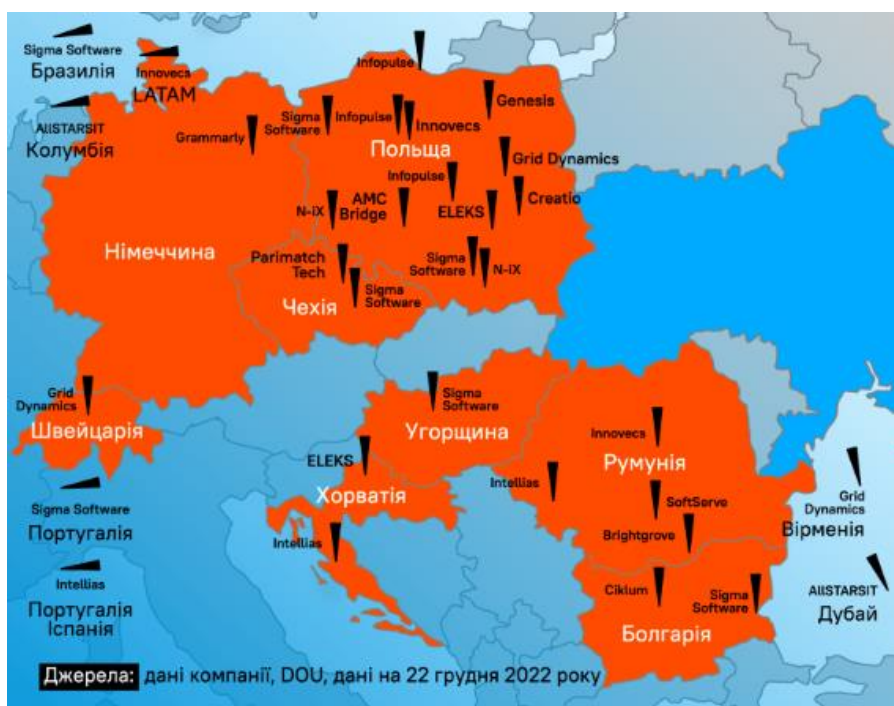 Sigma Software
Бразилія
Innovecs
LATAM
AllSTARSIT
Колумбія
Grammarly
Infopulse
Sigma
Software
Infopulse
Innovecs
Genesis
Польща
Grid Dynamics
Infopulse
Creatio
N-iX
AMC
Bridge
ELEKS
Німеччина
Parimatch
Tech
Sigma
Software
Чехія
Sigma
Software
N-iX
Grid
Dynamics
Швейцарія
Sigma
Software
Угорщина
ELEKS
Хорватія
Innovecs
Румунія
Intellias
SoftServe
Brightgrove
Grid
Dynamics
Вірменія
Sigma Software
Португалія
Intellias
Intellias
Португалія
Іспанія
Ciklum
Sigma
Software
Болгарія
AllSTARSIT
Дубай
Джерела: дані компанії, DOU, дані на 22 грудня 2022 року